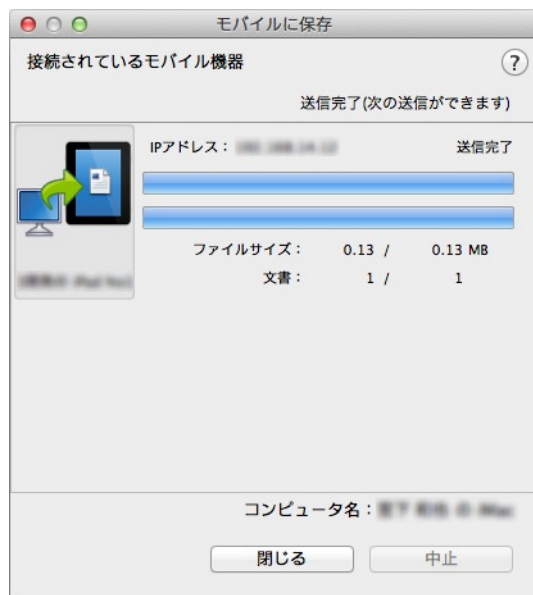 モバイルに保存
接続されているモバイル機器
?
送信完了(次の送信ができます)
IPアドレス： 送信完了
ファイルサイズ： 0.13 / 0.13 MB
文書： 1 / 1
コンピュータ名：
閉じる 中止